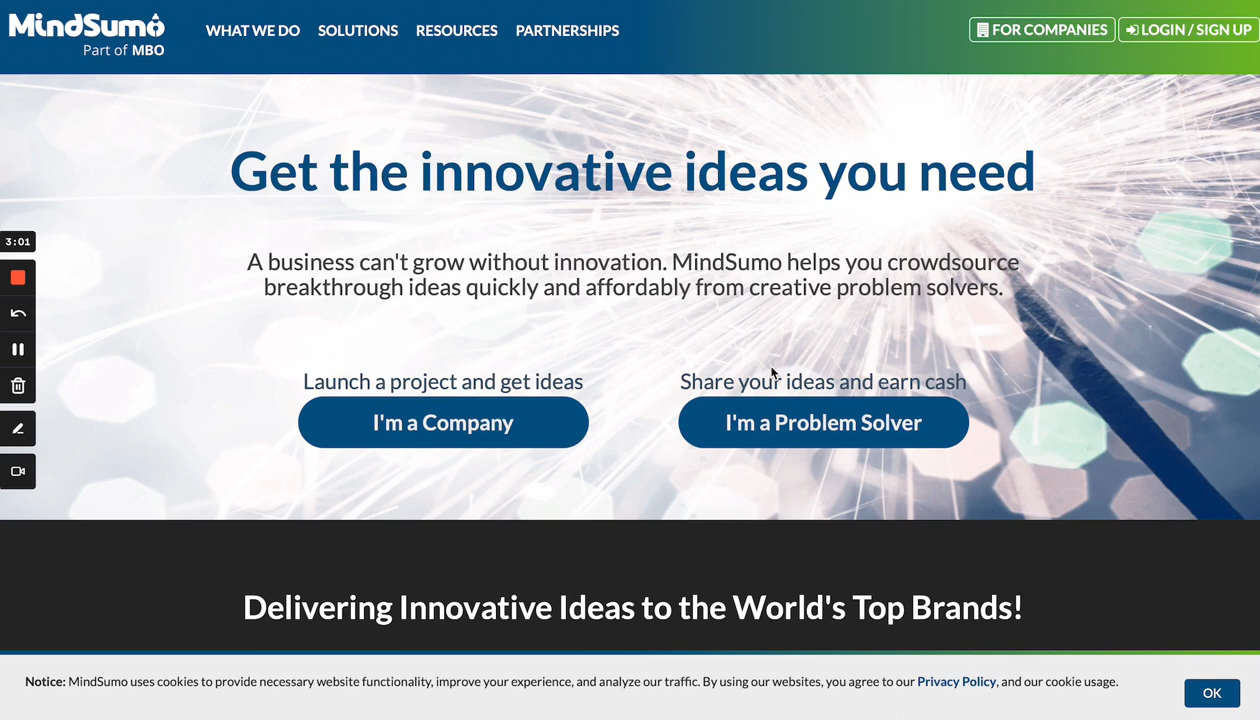 MindSumo
Part of MBO
WHAT WE DO
SOLUTIONS
RESOURCES
PARTNERSHIPS
FOR COMPANIES
LOGIN / SIGN UP
Get the innovative ideas you need
A business can't grow without innovation. MindSumo helps you crowdsource
breakthrough ideas quickly and affordably from creative problem solvers.
3:01
Launch a project and get ideas
I'm a Company
Share your ideas and earn cash
I'm a Problem Solver
Delivering Innovative Ideas to the World's Top Brands!
Notice: MindSumo uses cookies to provide necessary website functionality, improve your experience, and analyze our traffic. By using our websites, you agree to our Privacy Policy, and our cookie usage.
OK